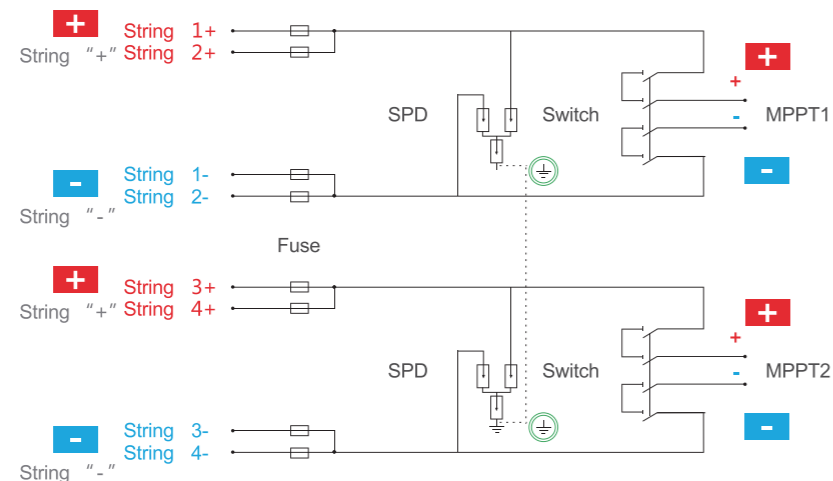 + String 1+
String "+" String 2+
+
+
SPD Switch - MPPT1
- String 1-
String 2-
-
String "-"
Fuse
+ String 3+
String "+" String 4+
+
+
SPD Switch - MPPT2
- String 3-
String 4-
-
String "-"